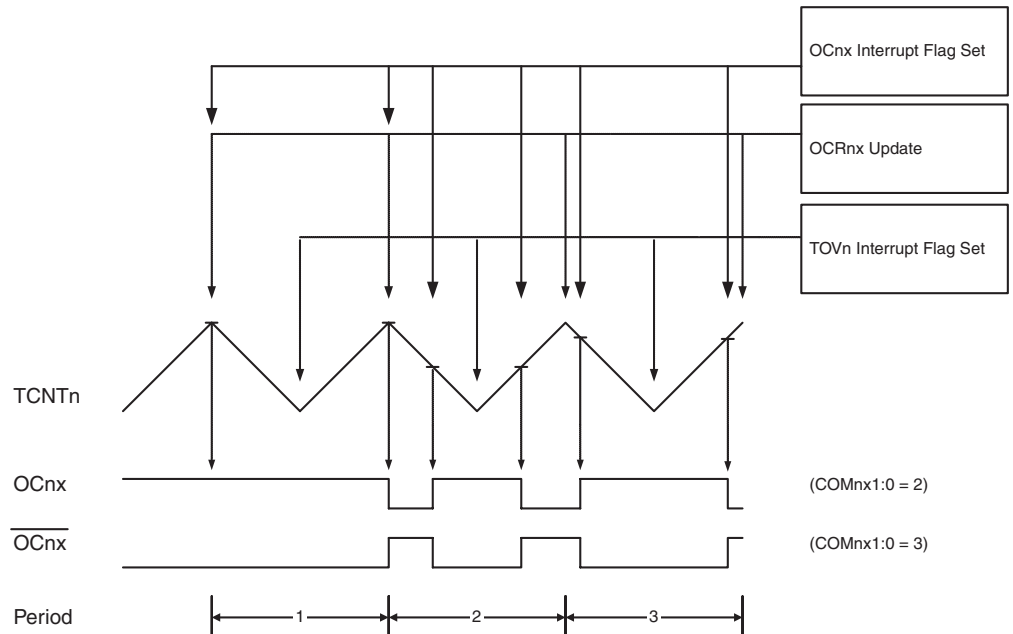 OCnx Interrupt Flag Set
OCRnx Update
TOVn Interrupt Flag Set
TCNTn
OCnx
(COMnx1:0 = 2)
OCnx
(COMnx1:0 = 3)
Period
1
2
3